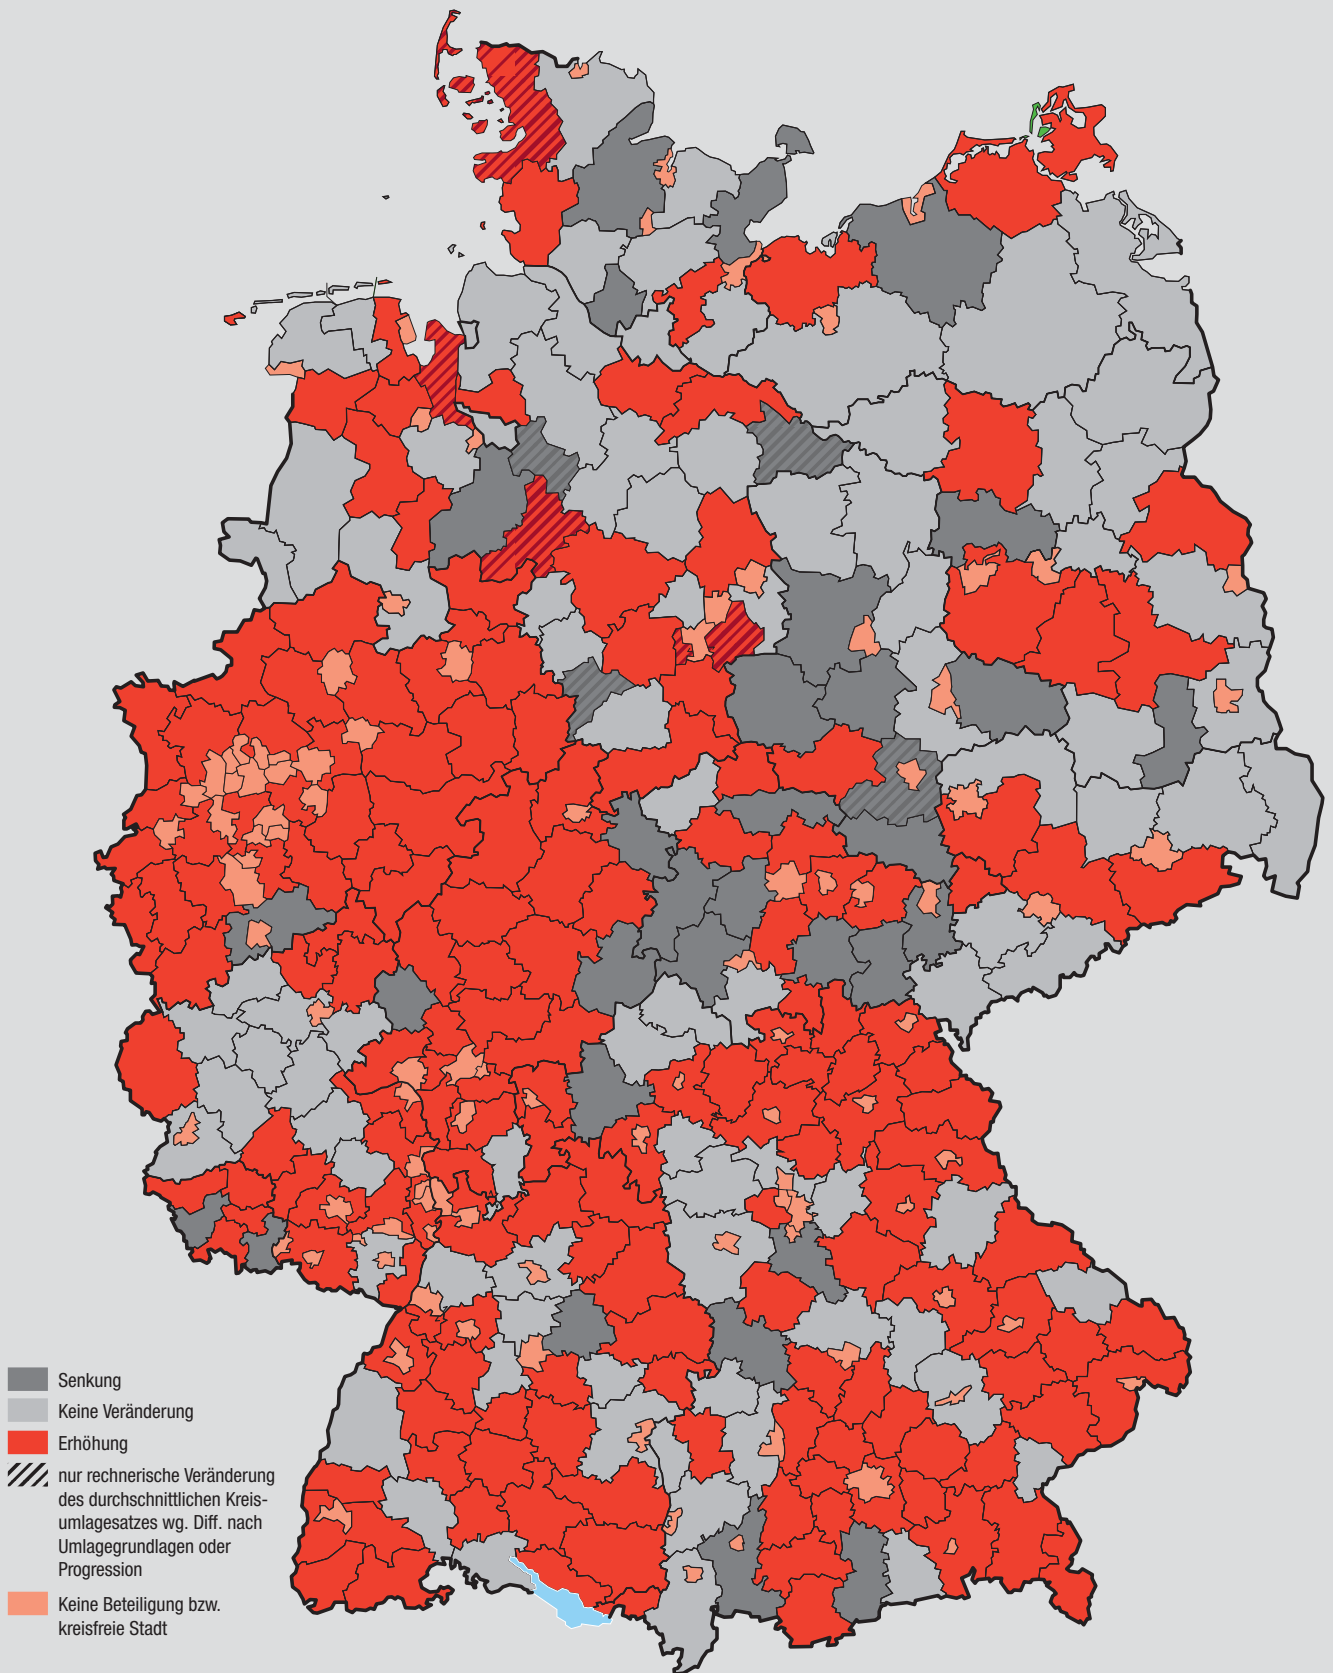 Senkung
Keine Veränderung
Erhöhung
nur rechnerische Veränderung
des durchschnittlichen Kreis-
umlagesatzes wg. Diff. nach
Umlagegrundlagen oder
Progression
Keine Beteiligung bzw.
kreisfreie Stadt